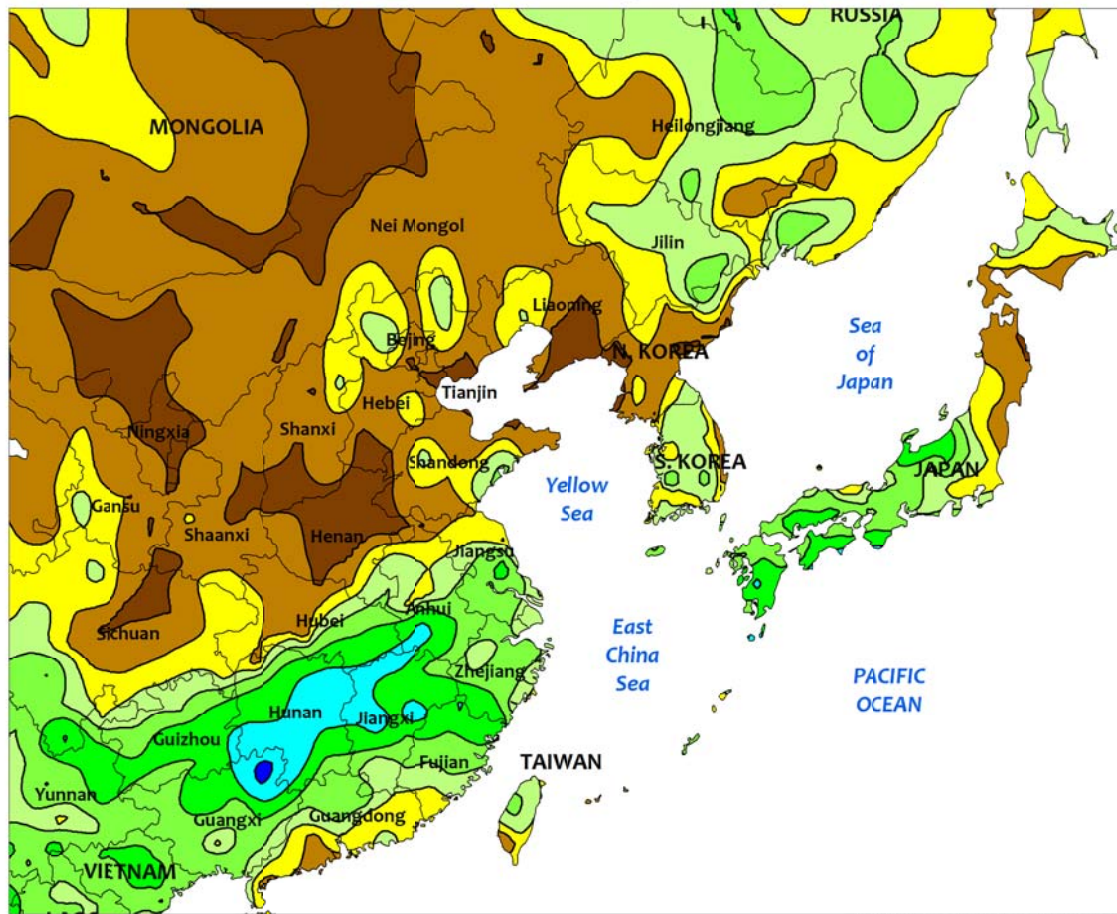 RUSSIA
MONGOLIA
Heilongjiang
Nei Mongol
Jilin
Liaoning
Bejing
N. KOREA
Sea
of
Japan
Tianjin
Hebei
Ningxia
Shanxi
Shandong
S. KOREA
JAPAN
Yellow
Sea
Gansu
Shaanxi
Henan
Jiangsu
Anhui
Hubei
Sichuan
East
China
Sea
Zhejiang
PACIFIC
OCEAN
Hunan
Jiangxi
Guizhou
Fujian
TAIWAN
Yunnan
Guangxi
Guangdong
VIETNAM
LAOS